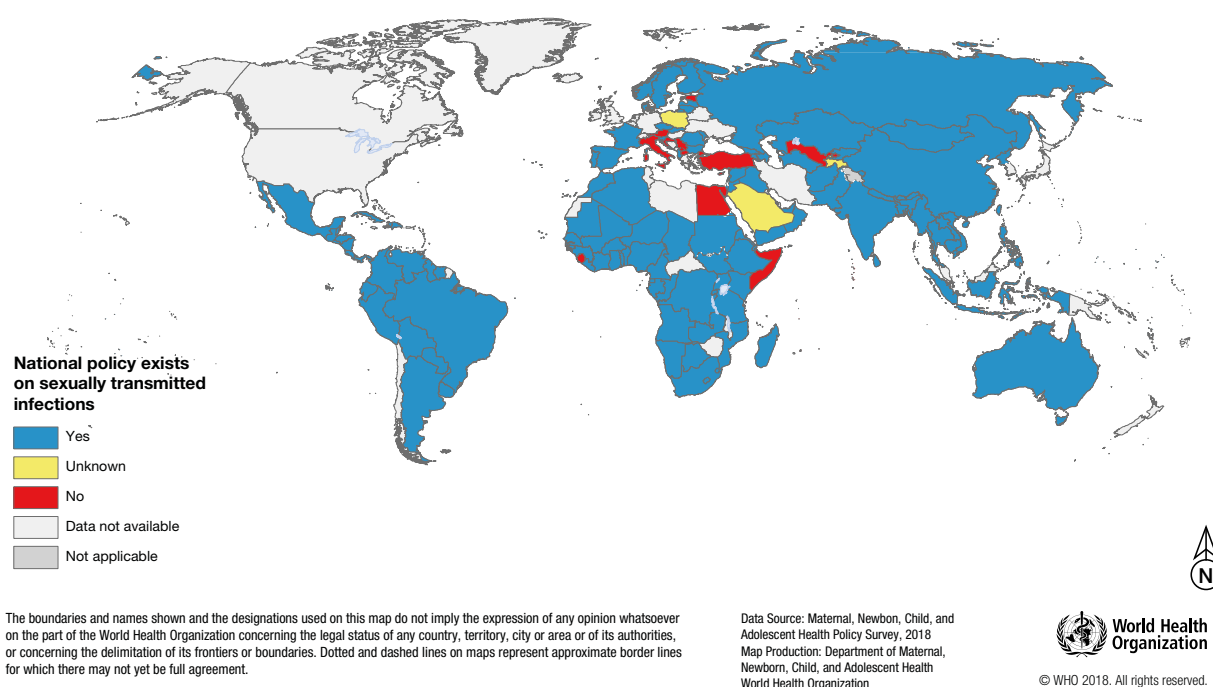 National policy exists
on sexually transmitted
infections
Yes
Unknown
No
Data not available
Not applicable
N
The boundaries and names shown and the designations used on this map do not imply the expression of any opinion whatsoever
on the part of the World Health Organization concerning the legal status of any country, territory, city or area or of its authorities,
or concerning the delimitation of its frontiers or boundaries. Dotted and dashed lines on maps represent approximate border lines
for which there may not yet be full agreement.
Data Source: Maternal, Newbon, Child, and
Adolescent Health Policy Survey, 2018
Map Production: Department of Maternal,
Newborn, Child, and Adolescent Health
World Health Organization
World Health
Organization
© WHO 2018. All rights reserved.